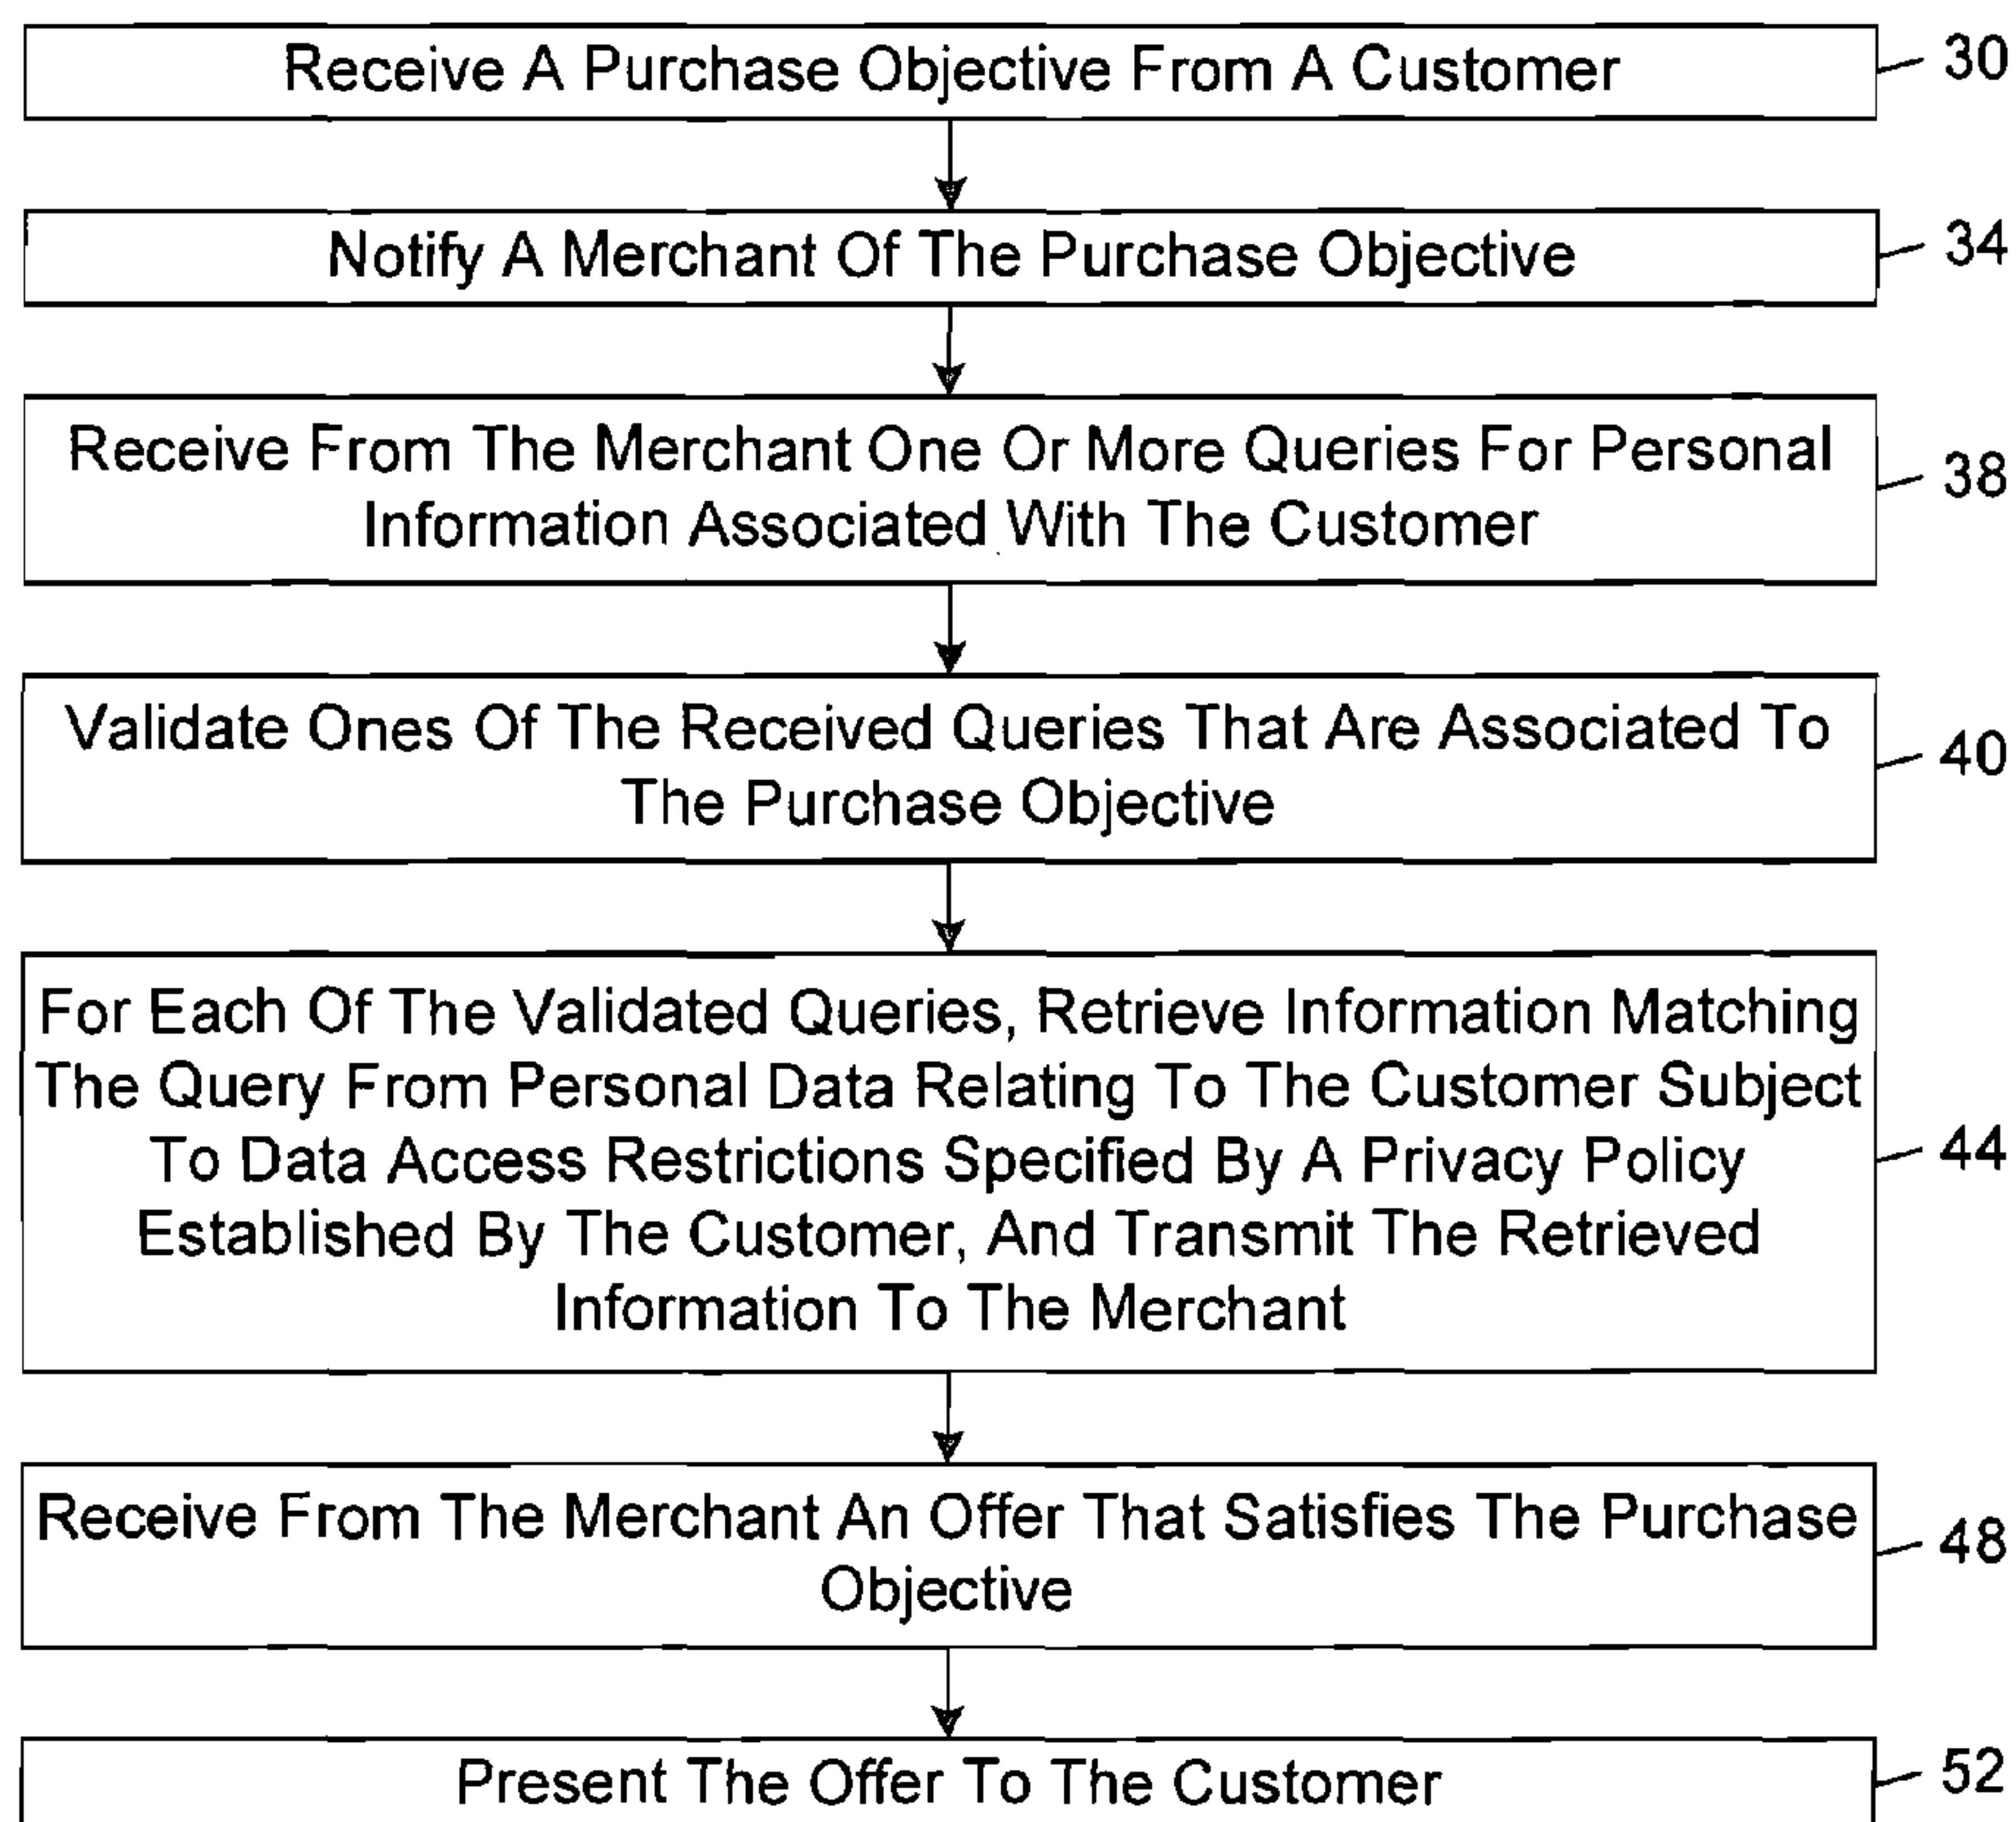 Receive A Purchase Objective From A Customer
30
Notify A Merchant Of The Purchase Objective
34
Receive From The Merchant One Or More Queries For Personal
Information Associated With The Customer
38
Validate Ones Of The Received Queries That Are Associated To
The Purchase Objective
40
For Each Of The Validated Queries, Retrieve Information Matching
The Query From Personal Data Relating To The Customer Subject
To Data Access Restrictions Specified By A Privacy Policy
Established By The Customer, And Transmit The Retrieved
Information To The Merchant
44
Receive From The Merchant An Offer That Satisfies The Purchase
Objective
48
Present The Offer To The Customer
52